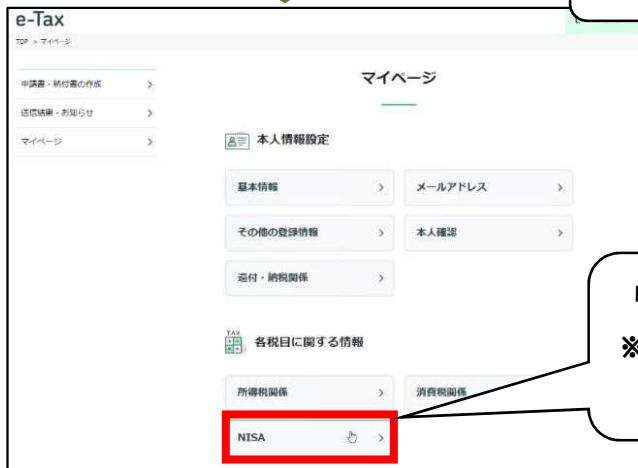 e-Tax
TOP > マイページ
申請書・納付書の作成
送信結果・お知らせ
マイページ
マイページ
本人情報設定
基本情報
メールアドレス
その他の登録情報
本人確認
還付・納税関係
TAX
各税目に関する情報
所得税関係
消費税関係
NISA
※